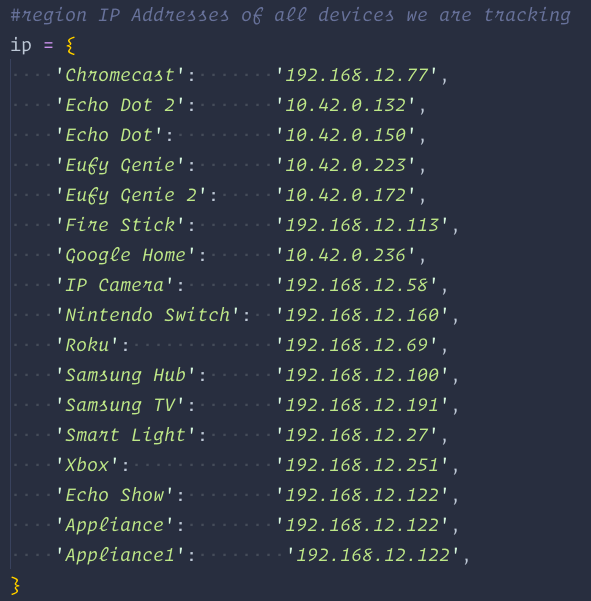 #region IP Addresses of all devices we are tracking
ip = {
    'Chromecast':        '192.168.12.77',
    'Echo Dot 2':        '10.42.0.132',
    'Echo Dot':          '10.42.0.150',
    'Eufy Genie':        '10.42.0.223',
    'Eufy Genie 2':      '10.42.0.172',
    'Fire Stick':        '192.168.12.113',
    'Google Home':       '10.42.0.236',
    'IP Camera':         '192.168.12.58',
    'Nintendo Switch':   '192.168.12.160',
    'Roku':              '192.168.12.69',
    'Samsung Hub':       '192.168.12.100',
    'Samsung TV':        '192.168.12.191',
    'Smart Light':       '192.168.12.27',
    'Xbox':              '192.168.12.251',
    'Echo Show':         '192.168.12.122',
    'Appliance':         '192.168.12.122',
    'Appliance1':         '192.168.12.122',
}